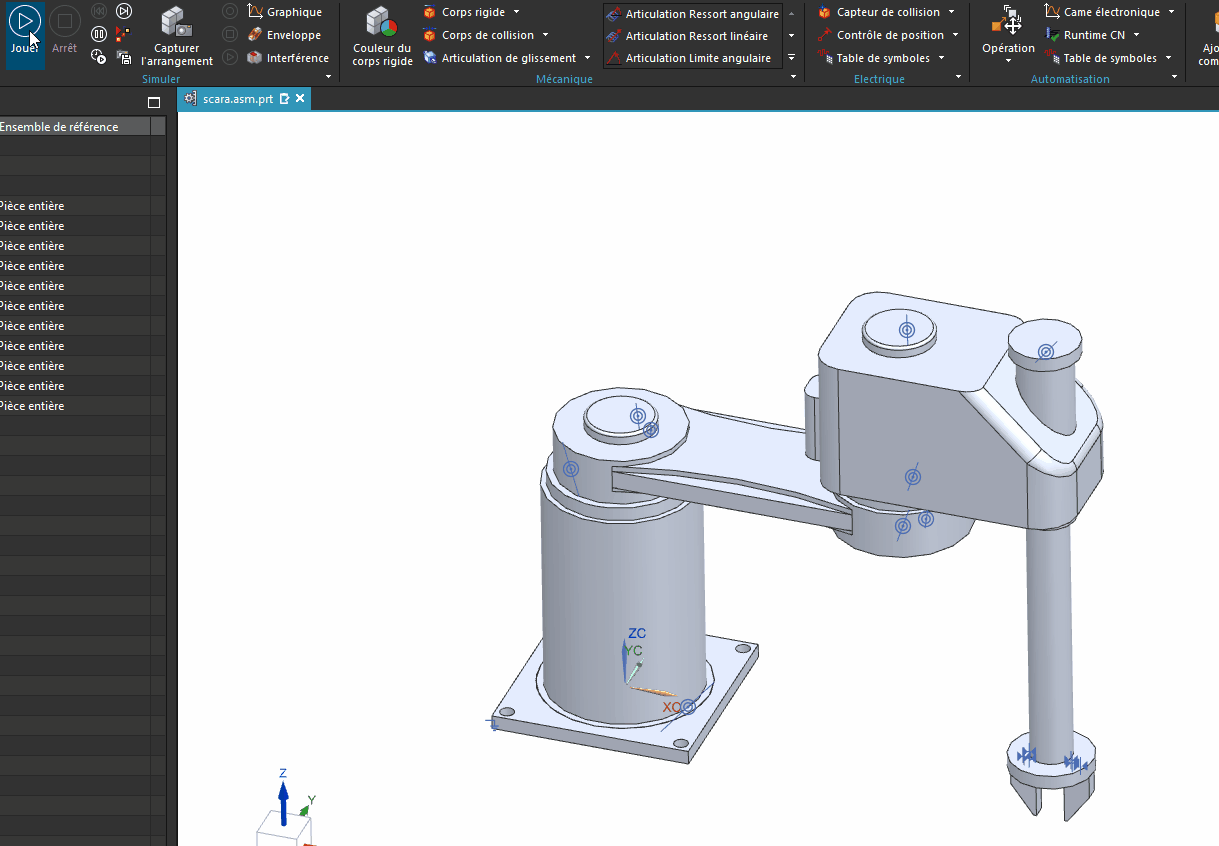 Jouer
Arrêt
Capturer
l'arrangement
Graphique
Enveloppe
Interférence
Simuler
Couleur du
corps rigide
Corps rigide
Corps de collision
Articulation de glissement
Articulation Ressort angulaire
Articulation Ressort linéaire
Articulation Limite angulaire
Mécanique
Capteur de collision
Contrôle de position
Table de symboles
Electrique
Opération
Came électronique
Runtime CN
Table de symboles
Automatisation
Ajo
com
scara.asm.prt
Ensemble de référence
Pièce entière
Pièce entière
Pièce entière
Pièce entière
Pièce entière
Pièce entière
Pièce entière
Pièce entière
Pièce entière
Pièce entière
Pièce entière
ZC
YC
XC
Z
Y